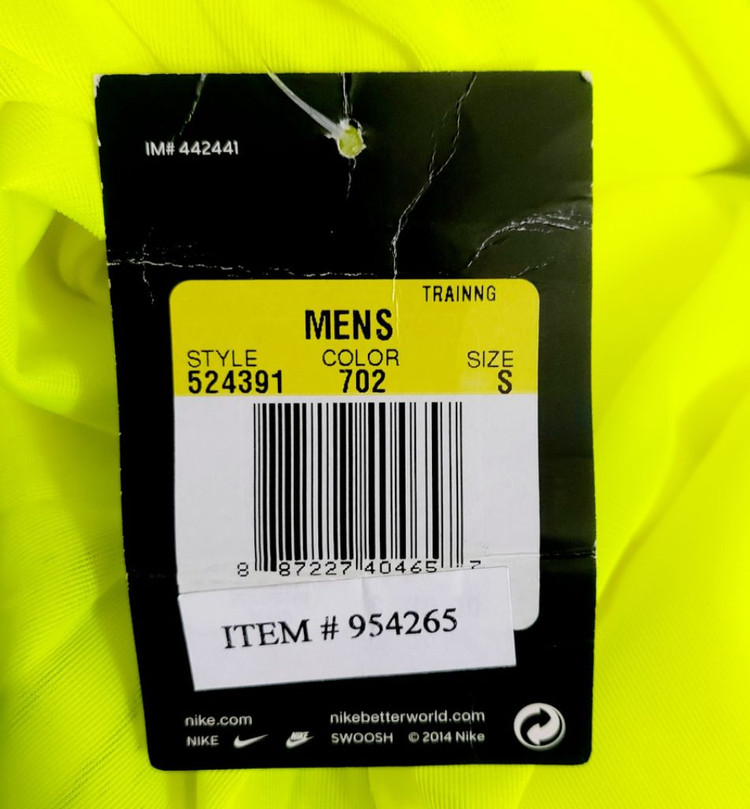 IM# 442441
TRAINNG
MENS
STYLE COLOR SIZE
524391 702 S
8 87227 40465 7
ITEM # 954265
nike.com nikebetterworld.com
NIKE SWOOSH © 2014 Nike